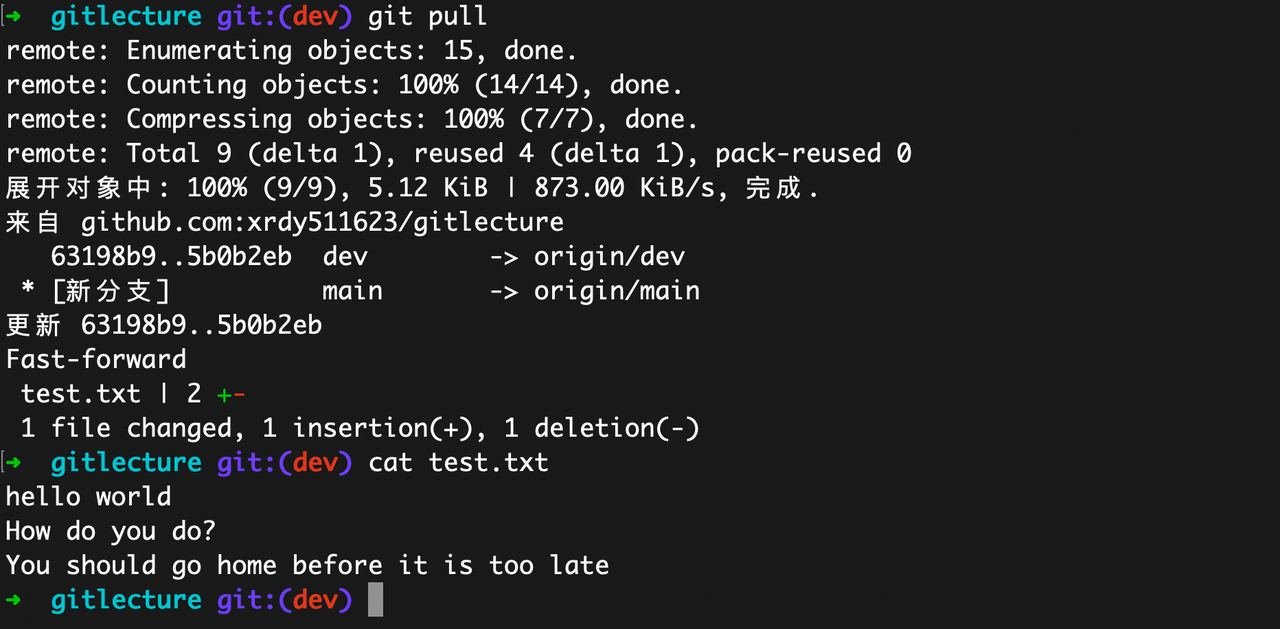 ➜  gitlecture git:(dev) git pull
remote: Enumerating objects: 15, done.
remote: Counting objects: 100% (14/14), done.
remote: Compressing objects: 100% (7/7), done.
remote: Total 9 (delta 1), reused 4 (delta 1), pack-reused 0
展开对象中: 100% (9/9), 5.12 KiB | 873.00 KiB/s, 完成.
来自 github.com:xrdy511623/gitlecture
   63198b9..5b0b2eb  dev        -> origin/dev
 * [新分支]          main       -> origin/main
更新 63198b9..5b0b2eb
Fast-forward
 test.txt | 2 +-
 1 file changed, 1 insertion(+), 1 deletion(-)
➜  gitlecture git:(dev) cat test.txt
hello world
How do you do?
You should go home before it is too late
➜  gitlecture git:(dev)